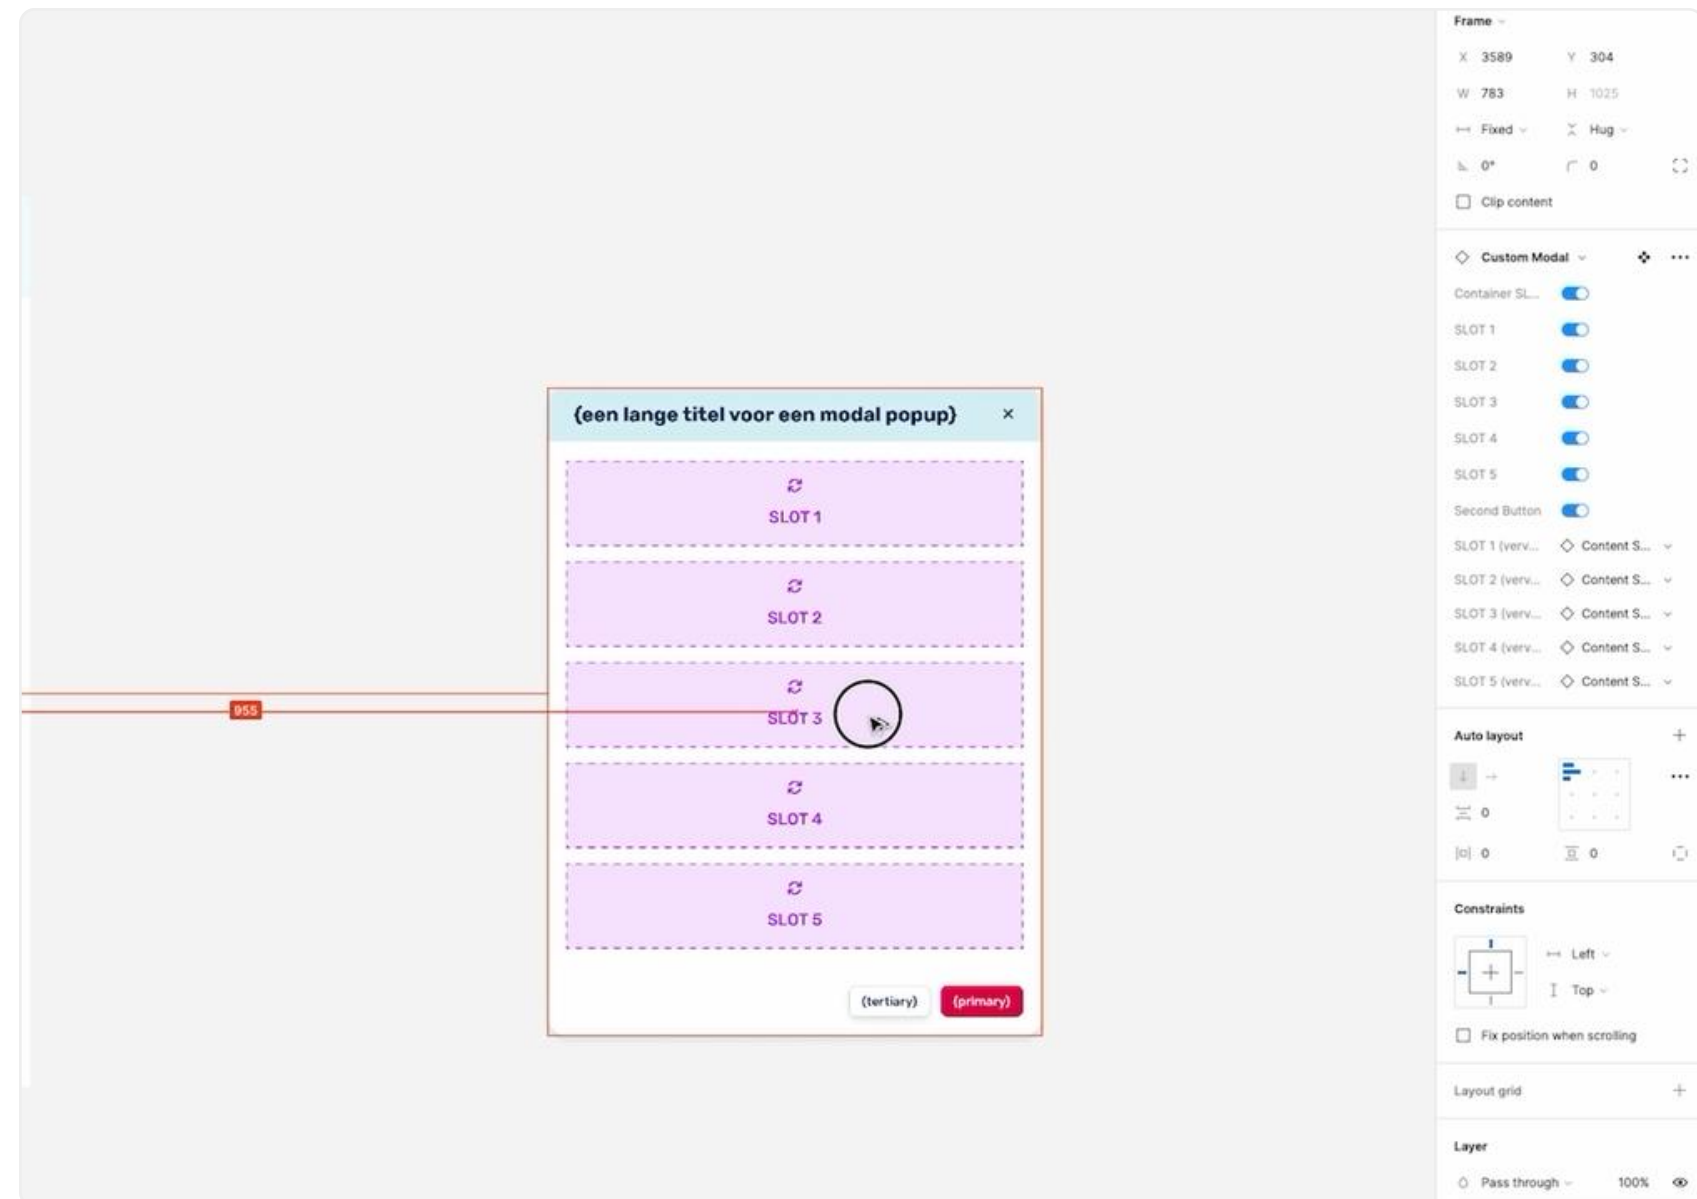 Frame
X 3589 Y 304
W 783 H 1025
Fixed Hug
0° 0
Clip content
Custom Modal
Container SL...
SLOT 1
SLOT 2
SLOT 3
SLOT 4
SLOT 5
Second Button
SLOT 1 (verv... Content S...
SLOT 2 (verv... Content S...
SLOT 3 (verv... Content S...
SLOT 4 (verv... Content S...
SLOT 5 (verv... Content S...
Auto layout
0
0 0
Constraints
Left
Top
Fix position when scrolling
Layout grid
Layer
Pass through 100%
{een lange titel voor een modal popup}
SLOT 1
SLOT 2
SLOT 3
SLOT 4
SLOT 5
{tertiary} {primary}
955